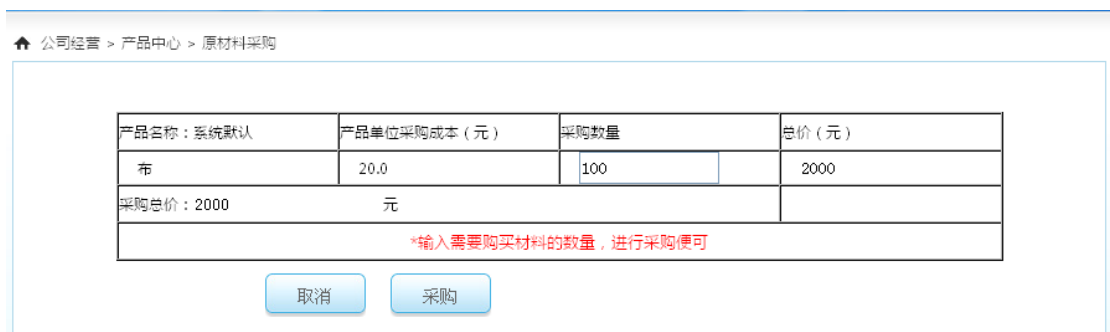 公司经营 > 产品中心 > 原材料采购
产品名称：系统默认 产品单位采购成本（元） 采购数量 总价（元）
布 20.0 100 2000
采购总价：2000 元
*输入需要购买材料的数量，进行采购便可
取消 采购